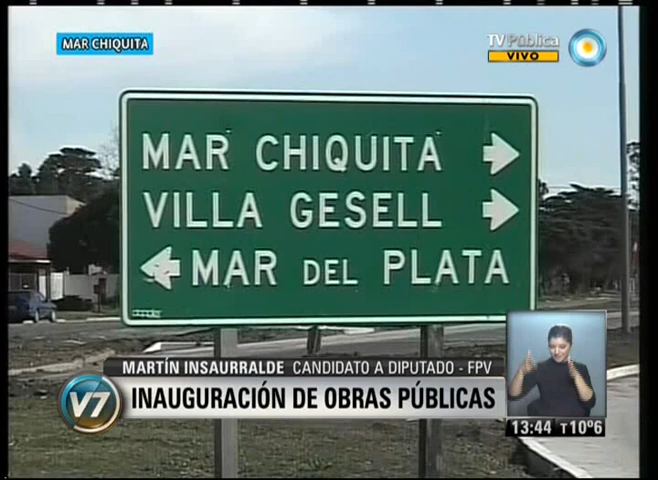 MAR CHIQUITA
TV Pública
VIVO
MAR CHIQUITA
VILLA GESELL
MAR DEL PLATA
MARTÍN INSAURRALDE CANDIDATO A DIPUTADO - FPV
INAUGURACIÓN DE OBRAS PÚBLICAS
V7
13:44 T10º6